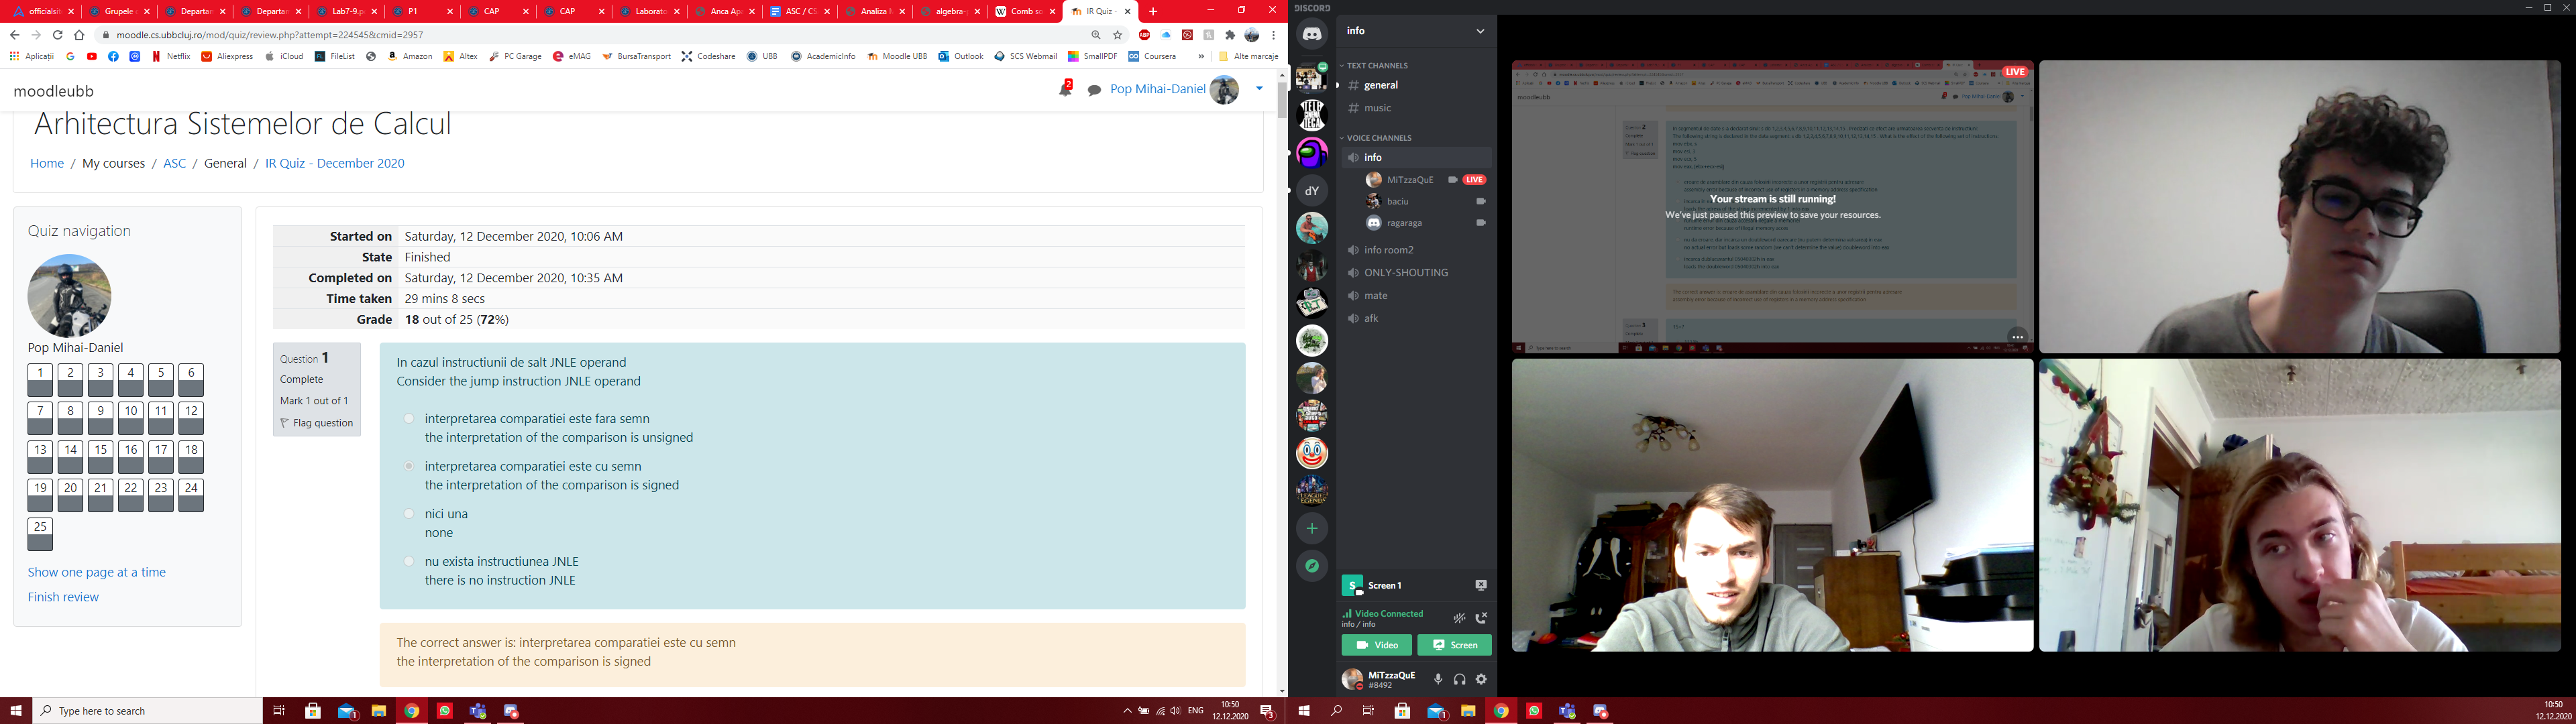 officialsit
Grupele
Departan
Departan
Lab7-9.p
P1
CAP
CAP
Laborato
Anca Ap
ASC / CS
Analiza
algebra-
Comb so
IR Quiz -
moodle.cs.ubbcluj.ro/mod/quiz/review.php?attempt=224545&cmid=2957
Aplicații
Netflix
Aliexpress
iCloud
FileList
Amazon
Altex
PC Garage
eMAG
BursaTransport
Codeshare
UBB
AcademicInfo
Moodle UBB
Outlook
SCS Webmail
SmallPDF
Coursera
»
Alte marcaje
moodleubb
2
Pop Mihai-Daniel
Arhitectura Sistemelor de Calcul
Home / My courses / ASC / General / IR Quiz - December 2020
Quiz navigation
Pop Mihai-Daniel
1 2 3 4 5 6
7 8 9 10 11 12
13 14 15 16 17 18
19 20 21 22 23 24
25
Show one page at a time
Finish review
Started on Saturday, 12 December 2020, 10:06 AM
State Finished
Completed on Saturday, 12 December 2020, 10:35 AM
Time taken 29 mins 8 secs
Grade 18 out of 25 (72%)
Question 1
Complete
Mark 1 out of 1
Flag question
In cazul instructiunii de salt JNLE operand
Consider the jump instruction JNLE operand
interpretarea comparatiei este fara semn
the interpretation of the comparison is unsigned
interpretarea comparatiei este cu semn
the interpretation of the comparison is signed
nici una
none
nu exista instructiunea JNLE
there is no instruction JNLE
The correct answer is: interpretarea comparatiei este cu semn
the interpretation of the comparison is signed
Type here to search
ENG
10:50
12.12.2020
3
DISCORD
dY
info
TEXT CHANNELS
general
music
VOICE CHANNELS
info
MiTzzaQuE LIVE
baciu
ragaraga
info room2
ONLY-SHOUTING
mate
afk
Screen 1
Video Connected
info / info
Video
Screen
MiTzzaQuE
#8492
LIVE
moodleubb
Your stream is still running!
We've just paused this preview to save your resources.
10:50
12.12.2020